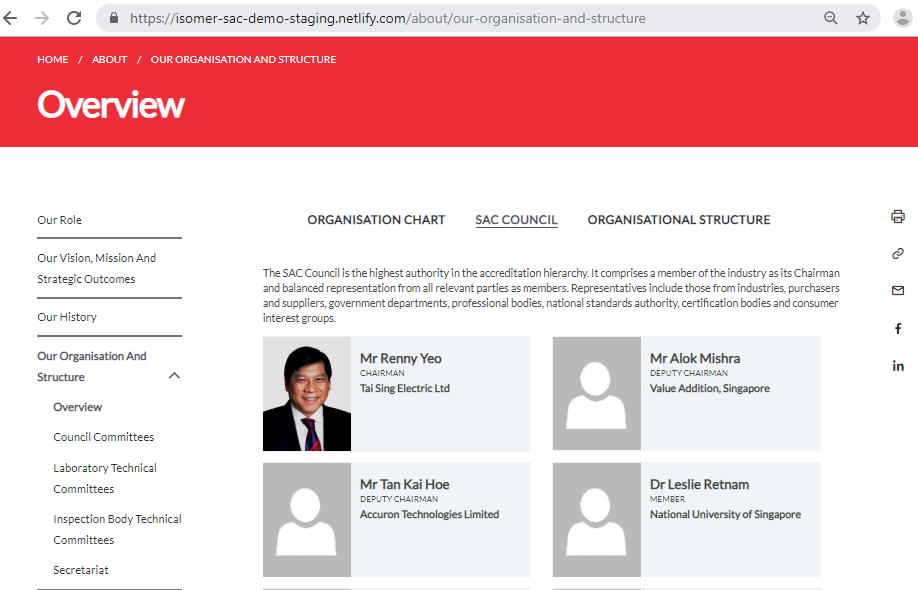 https://isomer-sac-demo-staging.netlify.com/about/our-organisation-and-structure
HOME / ABOUT / OUR ORGANISATION AND STRUCTURE
Overview
Our Role
Our Vision, Mission And
Strategic Outcomes
Our History
Our Organisation And
Structure
Overview
Council Committees
Laboratory Technical
Committees
Inspection Body Technical
Committees
Secretariat
ORGANISATION CHART
SAC COUNCIL
ORGANISATIONAL STRUCTURE
The SAC Council is the highest authority in the accreditation hierarchy. It comprises a member of the industry as its Chairman
and balanced representation from all relevant parties as members. Representatives include those from industries, purchasers
and suppliers, government departments, professional bodies, national standards authority, certification bodies and consumer
interest groups.
Mr Renny Yeo
CHAIRMAN
Tai Sing Electric Ltd
Mr Alok Mishra
DEPUTY CHAIRMAN
Value Addition, Singapore
Mr Tan Kai Hoe
DEPUTY CHAIRMAN
Accuron Technologies Limited
Dr Leslie Retnam
MEMBER
National University of Singapore
f
in